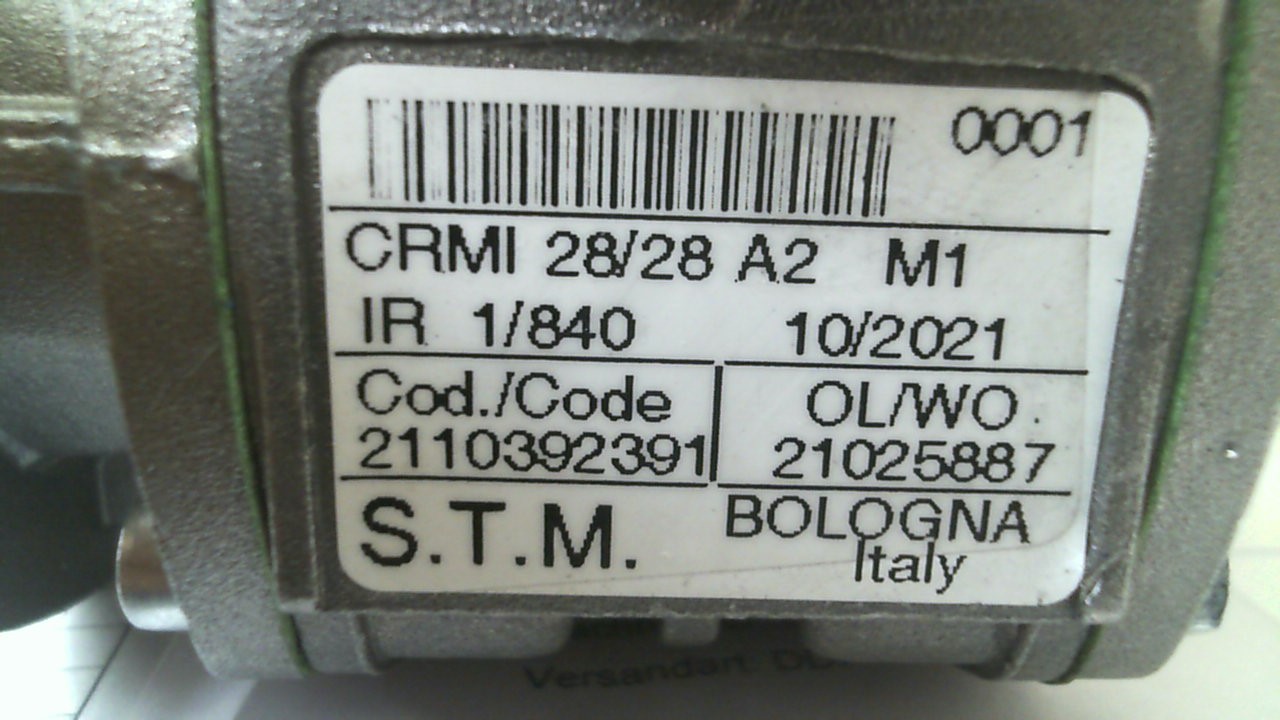 0001
CRMI 28/28 A2 M1
IR 1/840 10/2021
Cod./Code OL/WO
2110392391 21025887
S.T.M. BOLOGNA
Italy
Versandart: